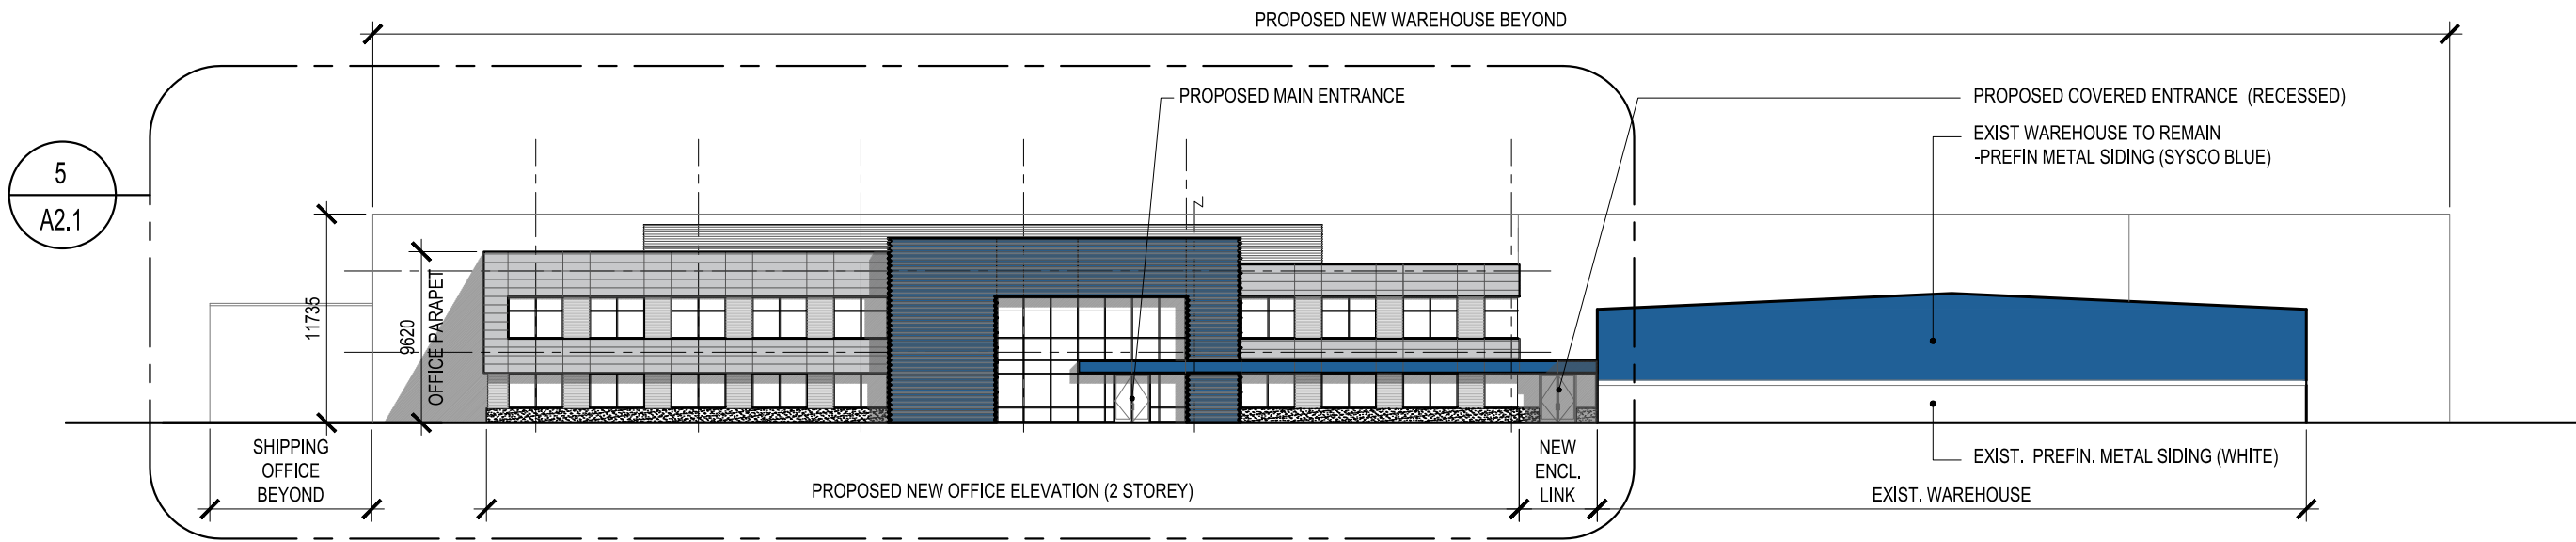 PROPOSED NEW WAREHOUSE BEYOND
PROPOSED MAIN ENTRANCE
PROPOSED COVERED ENTRANCE (RECESSED)
EXIST WAREHOUSE TO REMAIN
-PREFIN METAL SIDING (SYSCO BLUE)
5
A2.1
11735
9620
OFFICE PARAPET
SHIPPING
OFFICE
BEYOND
PROPOSED NEW OFFICE ELEVATION (2 STOREY)
NEW
ENCL.
LINK
EXIST. PREFIN. METAL SIDING (WHITE)
EXIST. WAREHOUSE